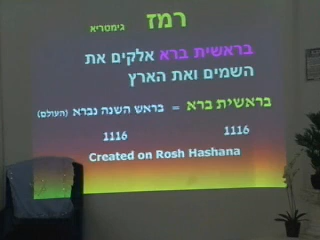 רמז גימטריא
בראשית ברא אלקים את
השמים ואת הארץ
בראשית ברא = בראש השנה נברא (העולם)
1116 1116
Created on Rosh Hashana